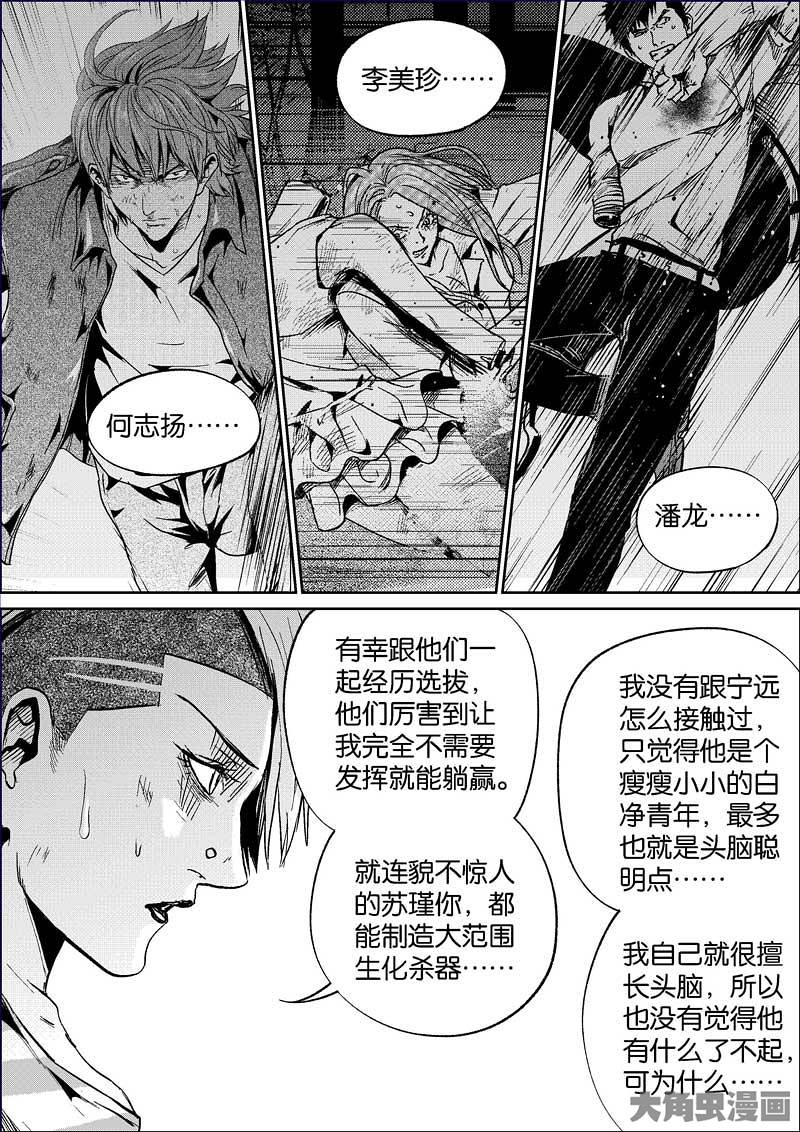 何志扬……
李美珍……
潘龙……
有幸跟他们一
起经历选拔，
他们厉害到让
我完全不需要
发挥就能躺赢。
就连貌不惊人
的苏瑾你，都
能制造大范围
生化杀器……
我没有跟宁远
怎么接触过，
只觉得他是个
瘦瘦小小的白
净青年，最多
也就是头脑聪
明点……
我自己就很擅
长头脑，所以
也没有觉得他
有什么了不起，
可为什么……
大角虫漫画